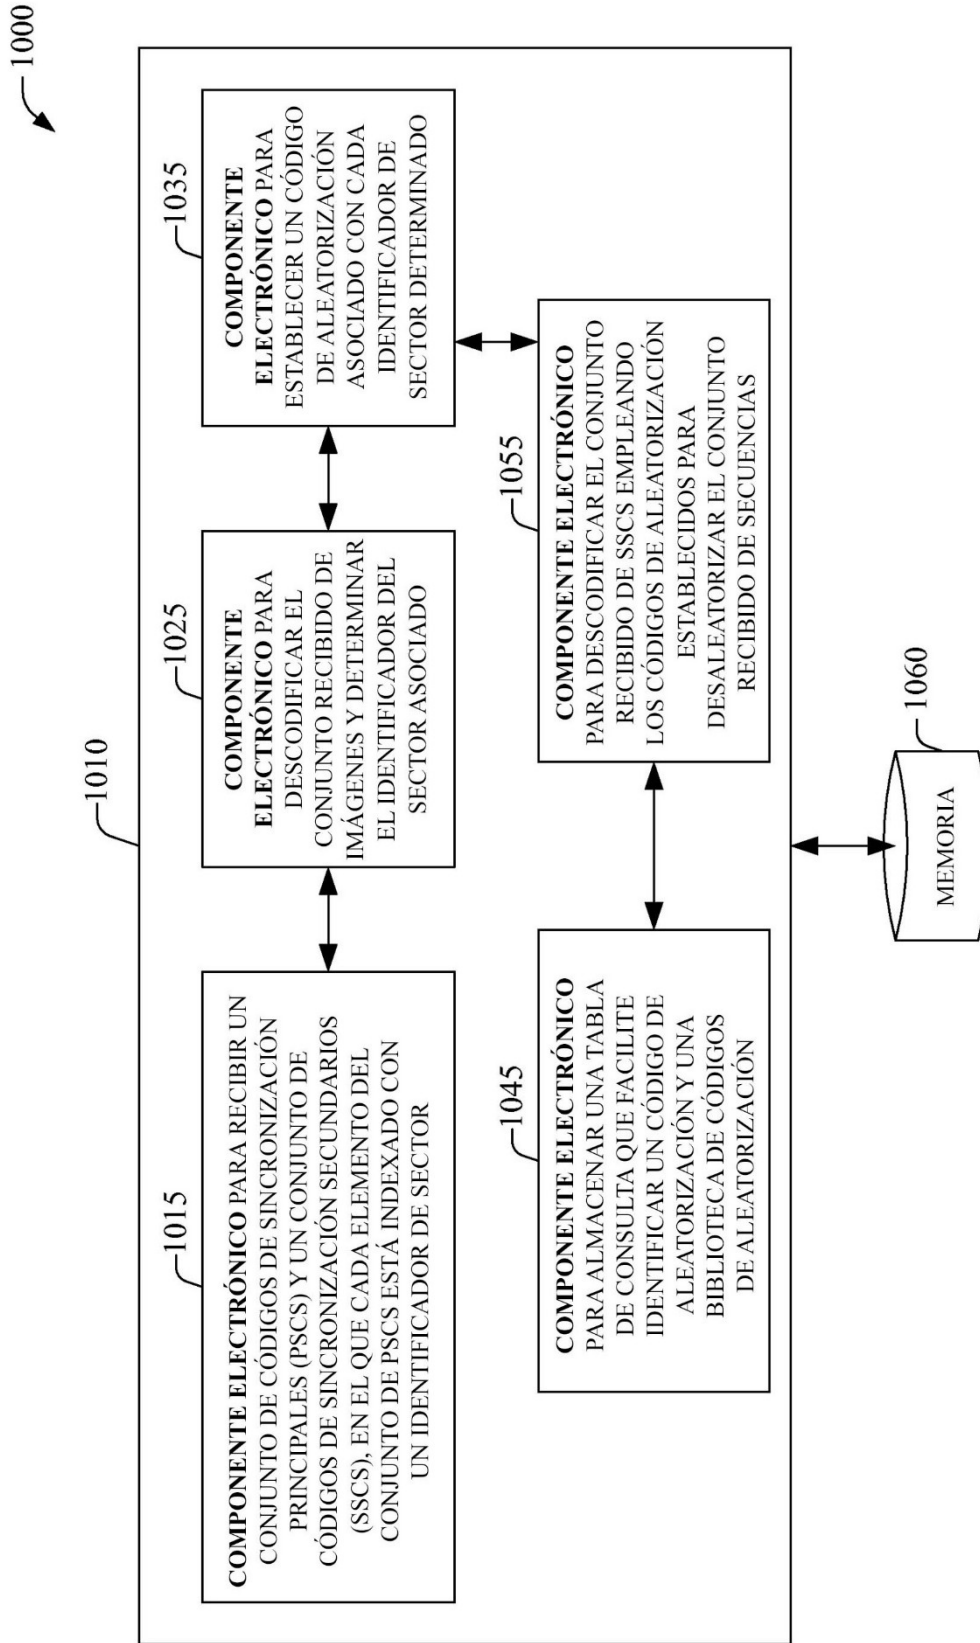 1000
1010
1015
COMPONENTE ELECTRÓNICO PARA RECIBIR UN
CONJUNTO DE CÓDIGOS DE SINCRONIZACIÓN
PRINCIPALES (PSCS) Y UN CONJUNTO DE
CÓDIGOS DE SINCRONIZACIÓN SECUNDARIOS
(SSCS), EN EL QUE CADA ELEMENTO DEL
CONJUNTO DE PSCS ESTÁ INDEXADO CON
UN IDENTIFICADOR DE SECTOR
1025
COMPONENTE
ELECTRÓNICO PARA
DESCODIFICAR EL
CONJUNTO RECIBIDO DE
IMÁGENES Y DETERMINAR
EL IDENTIFICADOR DEL
SECTOR ASOCIADO
1035
COMPONENTE
ELECTRÓNICO PARA
ESTABLECER UN CÓDIGO
DE ALEATORIZACIÓN
ASOCIADO CON CADA
IDENTIFICADOR DE
SECTOR DETERMINADO
1045
COMPONENTE ELECTRÓNICO
PARA ALMACENAR UNA TABLA
DE CONSULTA QUE FACILITE
IDENTIFICAR UN CÓDIGO DE
ALEATORIZACIÓN Y UNA
BIBLIOTECA DE CÓDIGOS
DE ALEATORIZACIÓN
1055
COMPONENTE ELECTRÓNICO
PARA DESCODIFICAR EL CONJUNTO
RECIBIDO DE SSCS EMPLEANDO
LOS CÓDIGOS DE ALEATORIZACIÓN
ESTABLECIDOS PARA
DESALEATORIZAR EL CONJUNTO
RECIBIDO DE SECUENCIAS
1060
MEMORIA